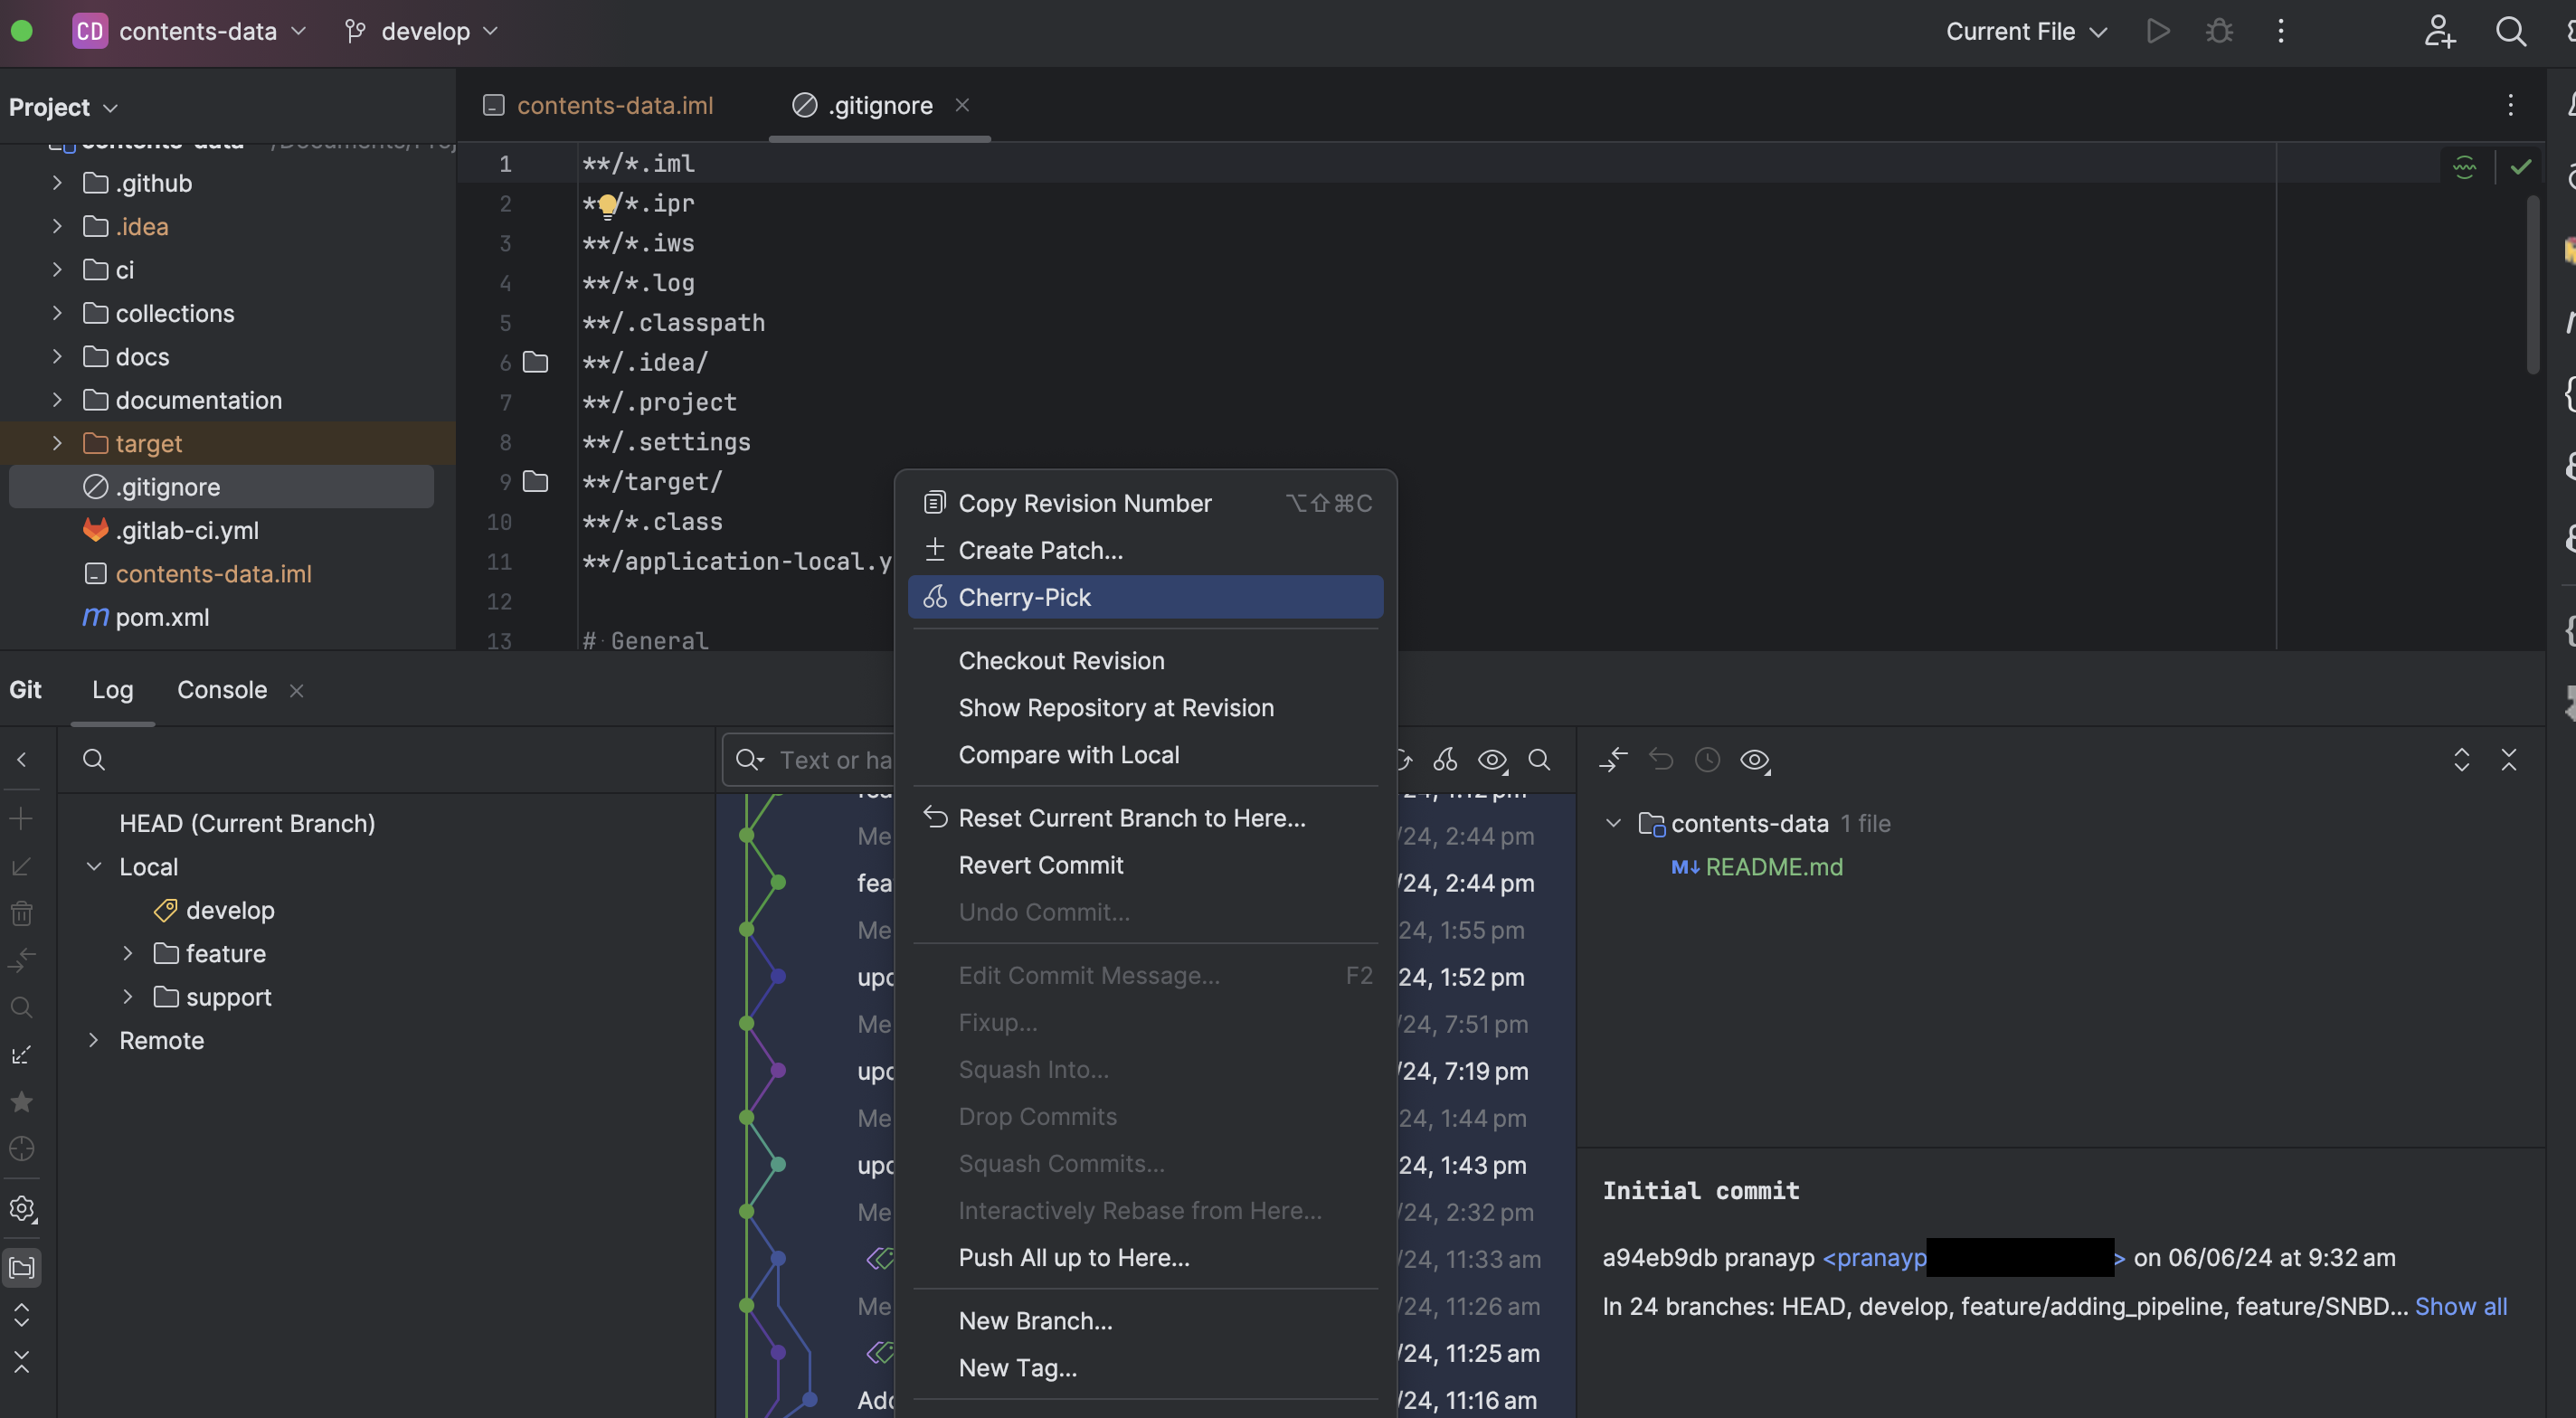 CD contents-data develop Current File
Project
contents-data.iml .gitignore
.github
.idea
ci
collections
docs
documentation
target
.gitignore
.gitlab-ci.yml
contents-data.iml
pom.xml
1 **/*.iml
2 **/*.ipr
3 **/*.iws
4 **/*.log
5 **/.classpath
6 **/.idea/
7 **/.project
8 **/.settings
9 **/target/
10 **/*.class
11 **/application-local.y
12
13 # General
Copy Revision Number ⌥⇧⌘C
Create Patch...
Cherry-Pick
Checkout Revision
Show Repository at Revision
Compare with Local
Reset Current Branch to Here...
Revert Commit
Undo Commit...
Edit Commit Message... F2
Fixup...
Squash Into...
Drop Commits
Squash Commits...
Interactively Rebase from Here...
Push All up to Here...
New Branch...
New Tag...
Git Log Console
HEAD (Current Branch)
Local
develop
feature
support
Remote
Text or ha
Me /24, 2:44 pm
fea /24, 2:44 pm
Me 24, 1:55 pm
upd 24, 1:52 pm
Me /24, 7:51 pm
upd /24, 7:19 pm
Me 24, 1:44 pm
upd 24, 1:43 pm
Me /24, 2:32 pm
/24, 11:33 am
Me /24, 11:26 am
/24, 11:25 am
Add /24, 11:16 am
contents-data 1 file
M↓ README.md
Initial commit
a94eb9db pranayp <pranayp > on 06/06/24 at 9:32 am
In 24 branches: HEAD, develop, feature/adding_pipeline, feature/SNBD... Show all